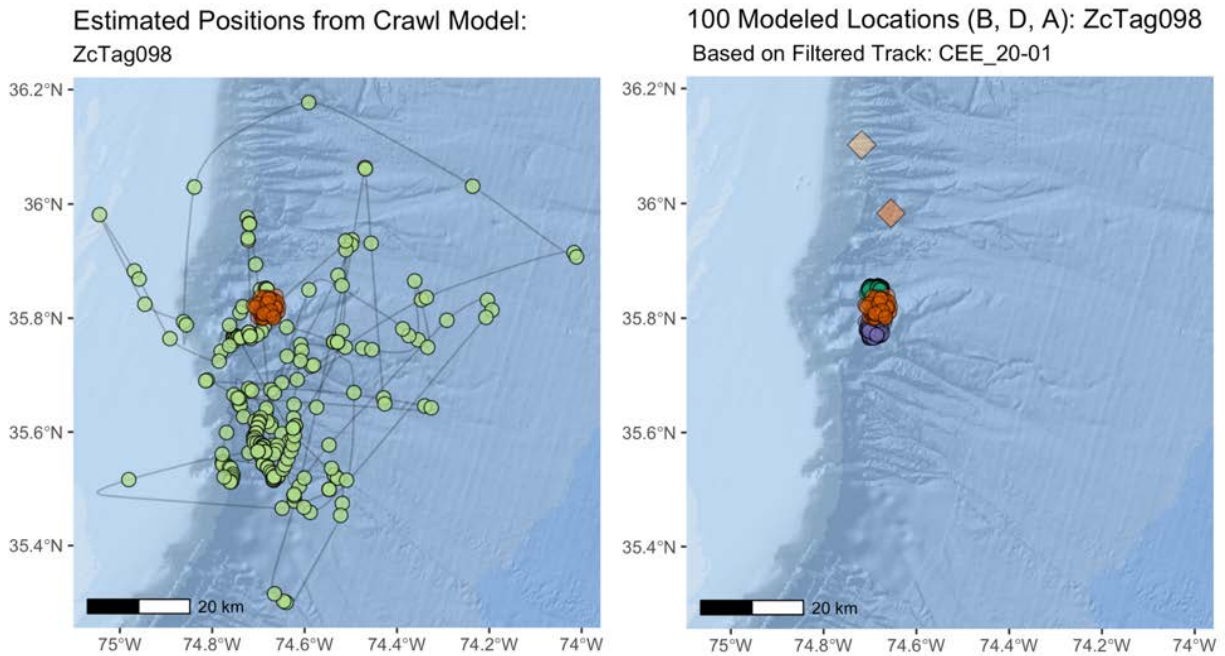 Estimated Positions from Crawl Model:
ZcTag098
36.2°N
36°N
35.8°N
35.6°N
35.4°N
20 km
75°W 74.8°W 74.6°W 74.4°W 74.2°W 74°W
100 Modeled Locations (B, D, A): ZcTag098
Based on Filtered Track: CEE_20-01
36.2°N
36°N
35.8°N
35.6°N
35.4°N
20 km
75°W 74.8°W 74.6°W 74.4°W 74.2°W 74°W